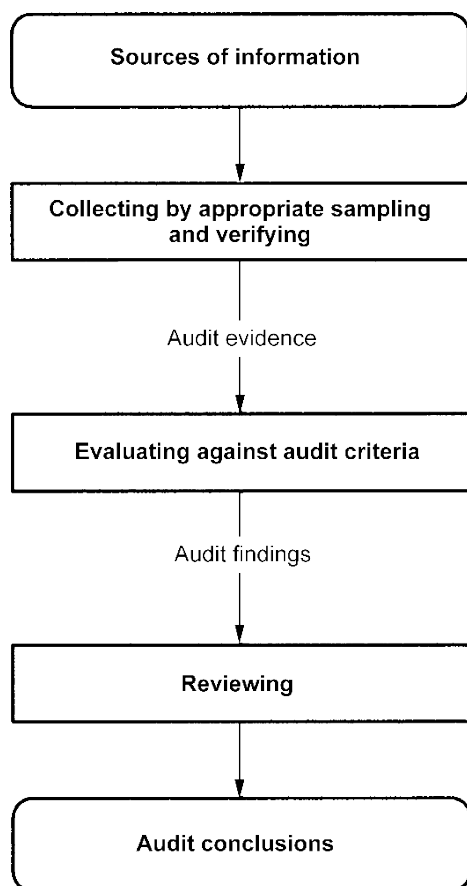 Sources of information
Collecting by appropriate sampling
and verifying
Audit evidence
Evaluating against audit criteria
Audit findings
Reviewing
Audit conclusions